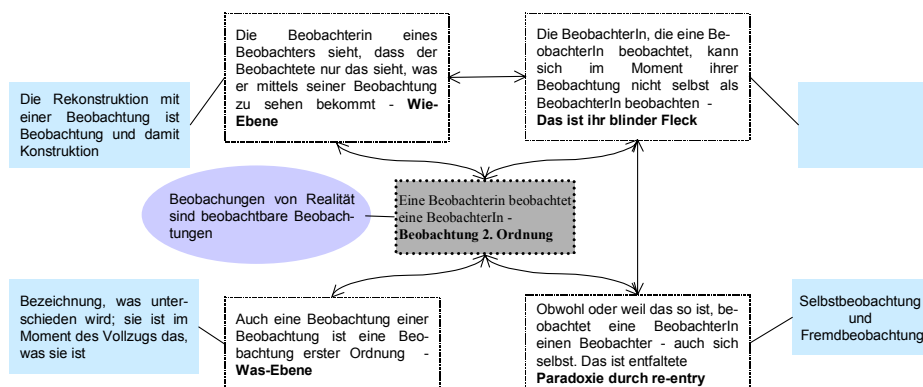 Die Beobachterin eines
Beobachters sieht, dass der
Beobachtete nur das sieht, was
er mittels seiner Beobachtung
zu sehen bekommt - Wie-
Ebene
Die BeobachterIn, die eine Be-
obachterIn beobachtet, kann
sich im Moment ihrer
Beobachtung nicht selbst als
BeobachterIn beobachten -
Das ist ihr blinder Fleck
Die Rekonstruktion mit
einer Beobachtung ist
Beobachtung und damit
Konstruktion
Beobachungen von Realität
sind beobachtbare Beobach-
tungen
Eine Beobachterin beobachtet
eine BeobachterIn -
Beobachtung 2. Ordnung
Bezeichnung, was unter-
schieden wird; sie ist im
Moment des Vollzugs das,
was sie ist
Auch eine Beobachtung einer
Beobachtung ist eine Beo-
bachtung erster Ordnung -
Was-Ebene
Obwohl oder weil das so ist, be-
obachtet eine BeobachterIn
einen Beobachter - auch sich
selbst. Das ist entfaltete
Paradoxie durch re-entry
Selbstbeobachtung
und
Fremdbeobachtung